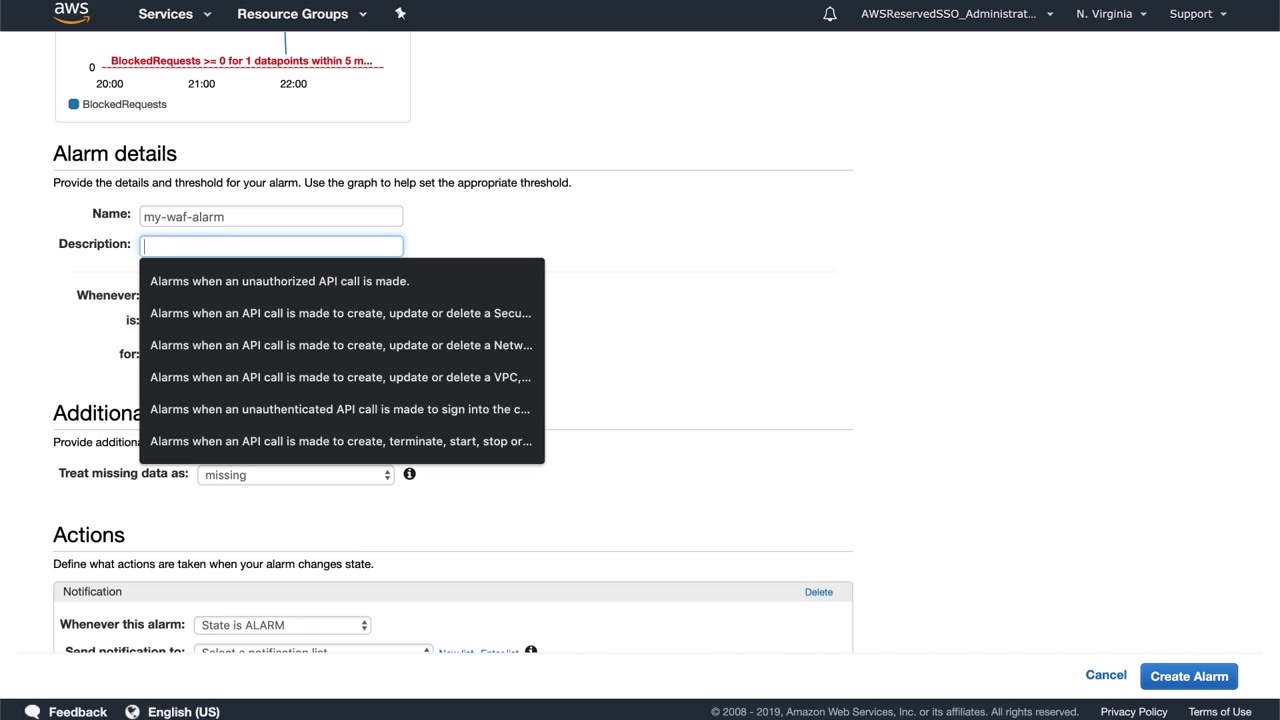 aws Services Resource Groups AWSReservedSSO_Administrat... N. Virginia Support
BlockedRequests >= 0 for 1 datapoints within 5 m...
0
20:00 21:00 22:00
BlockedRequests
Alarm details
Provide the details and threshold for your alarm. Use the graph to help set the appropriate threshold.
Name: my-waf-alarm
Description:
Alarms when an unauthorized API call is made.
Whenever:
Alarms when an API call is made to create, update or delete a Secu...
is:
Alarms when an API call is made to create, update or delete a Netw...
for:
Alarms when an API call is made to create, update or delete a VPC,...
Additiona
Alarms when an unauthenticated API call is made to sign into the c...
Provide additiona
Alarms when an API call is made to create, terminate, start, stop or...
Treat missing data as: missing
Actions
Define what actions are taken when your alarm changes state.
Notification Delete
Whenever this alarm: State is ALARM
Send notification to: Select a notification list New list Enter list
Cancel Create Alarm
Feedback English (US) © 2008 - 2019, Amazon Web Services, Inc. or its affiliates. All rights reserved. Privacy Policy Terms of Use